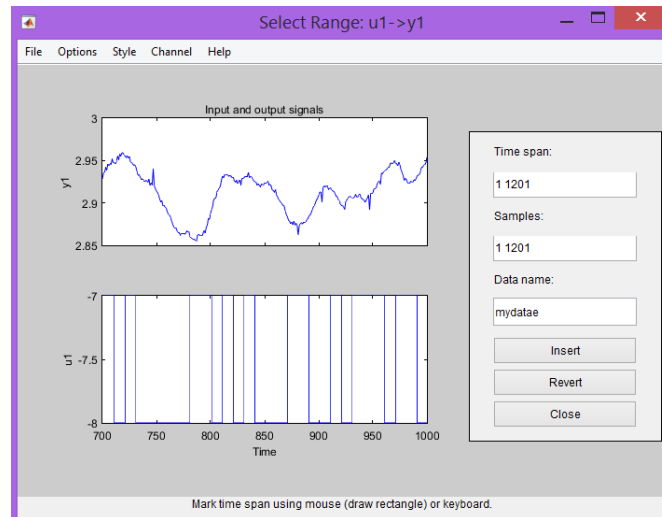 Select Range: u1->y1
File Options Style Channel Help
Input and output signals
3
2.95
2.9
2.85
y1
-7
-7.5
-8
u1
700 750 800 850 900 950 1000
Time
Time span:
1 1201
Samples:
1 1201
Data name:
mydatae
Insert
Revert
Close
Mark time span using mouse (draw rectangle) or keyboard.